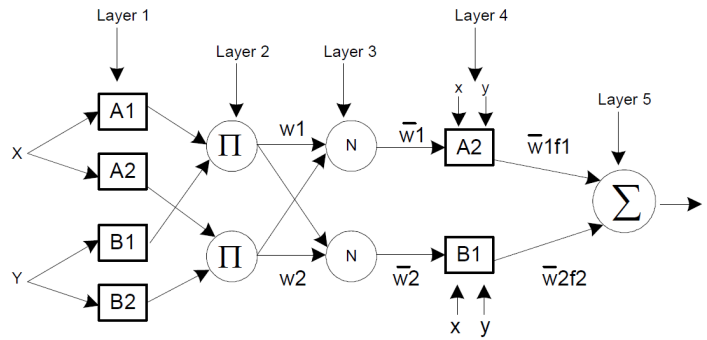 Layer 1
Layer 2
Layer 3
Layer 4
Layer 5
X
Y
A1
A2
B1
B2
Π
Π
w1
w2
N
N
w̅1
w̅2
x y
A2
B1
x y
w̅1f1
w̅2f2
Σ